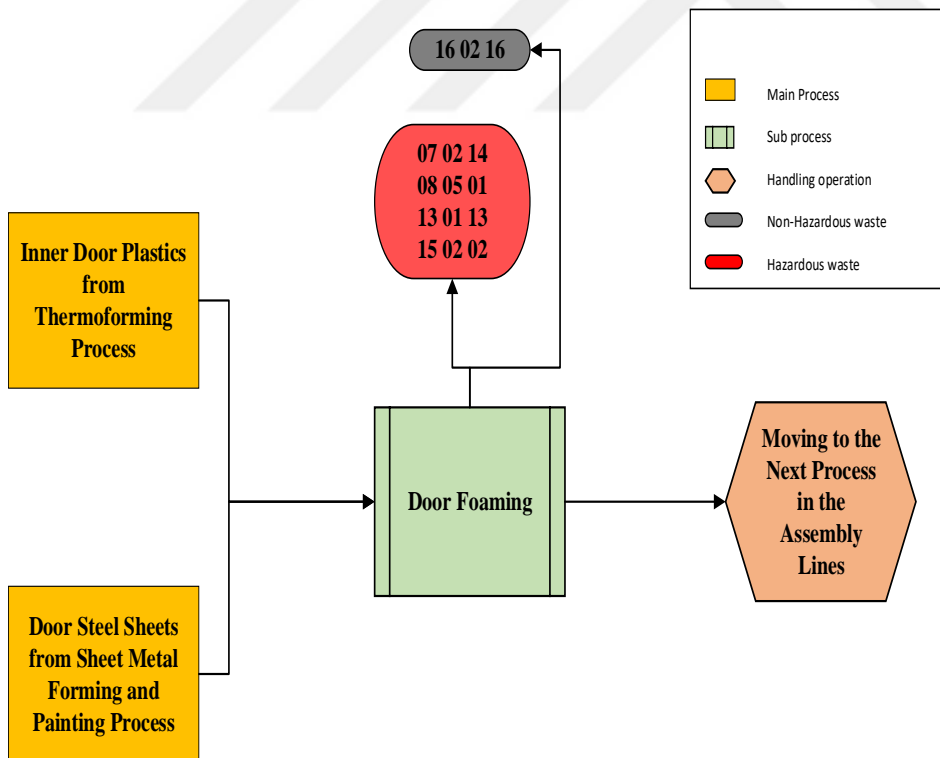 16 02 16
07 02 14
08 05 01
13 01 13
15 02 02
Main Process
Sub process
Handling operation
Non-Hazardous waste
Hazardous waste
Inner Door Plastics
from
Thermoforming
Process
Door Foaming
Moving to the
Next Process
in the
Assembly
Lines
Door Steel Sheets
from Sheet Metal
Forming and
Painting Process